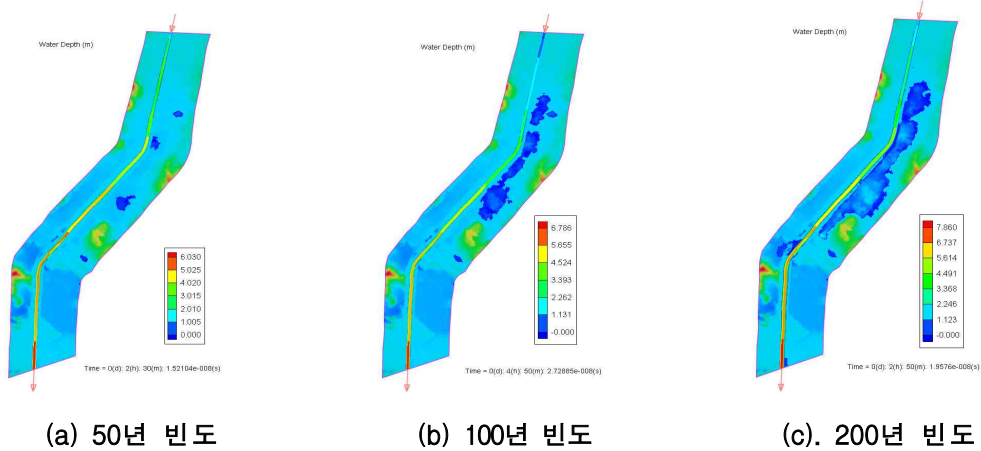 Water Depth (m)
6.030
5.025
4.020
3.015
2.010
1.005
0.000
Time = 0(d): 2(h): 30(m): 1.52104e-008(s)
(a) 50년 빈도
Water Depth (m)
6.786
5.655
4.524
3.393
2.262
1.131
-0.000
Time = 0(d): 4(h): 50(m): 2.72885e-008(s)
(b) 100년 빈도
Water Depth (m)
7.860
6.737
5.614
4.491
3.368
2.246
1.123
-0.000
Time = 0(d): 2(h): 50(m): 1.9576e-008(s)
(c). 200년 빈도